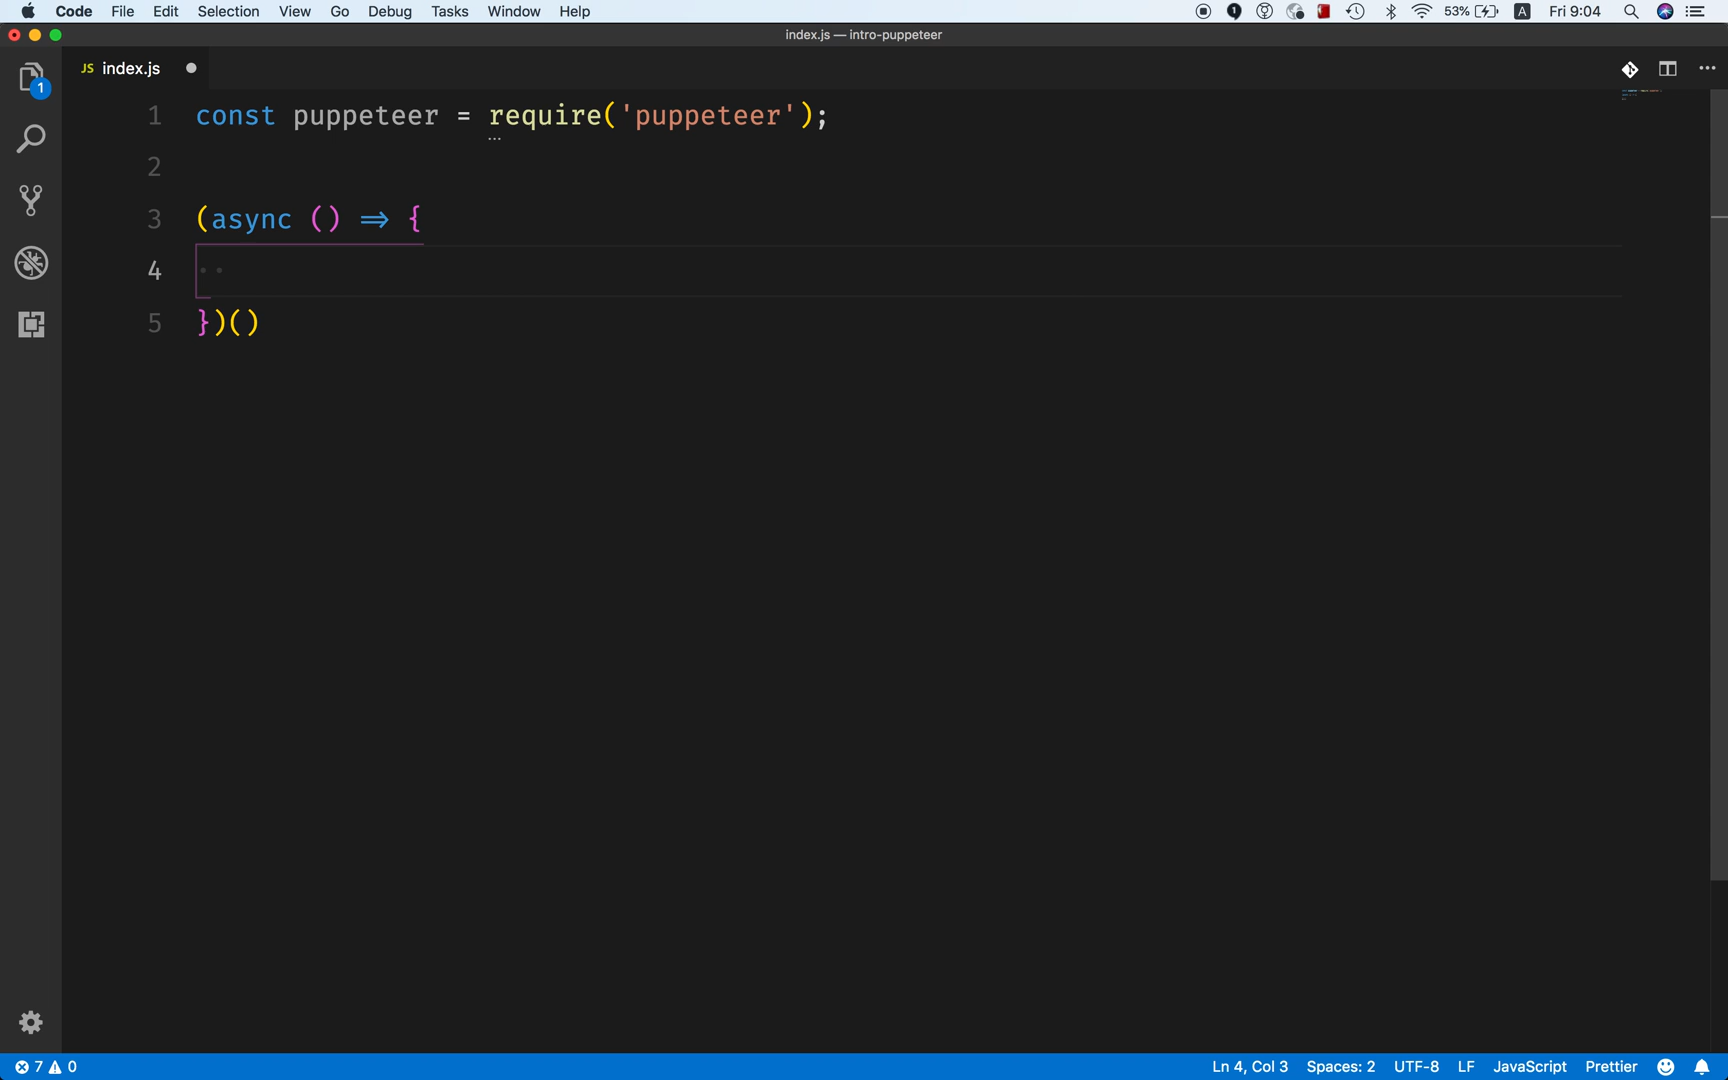 Code File Edit Selection View Go Debug Tasks Window Help 53% A Fri 9:04
index.js — intro-puppeteer
JS index.js
1
1 const puppeteer = require('puppeteer');
2
3 (async () => {
4
5 })()
7 0 Ln 4, Col 3 Spaces: 2 UTF-8 LF JavaScript Prettier